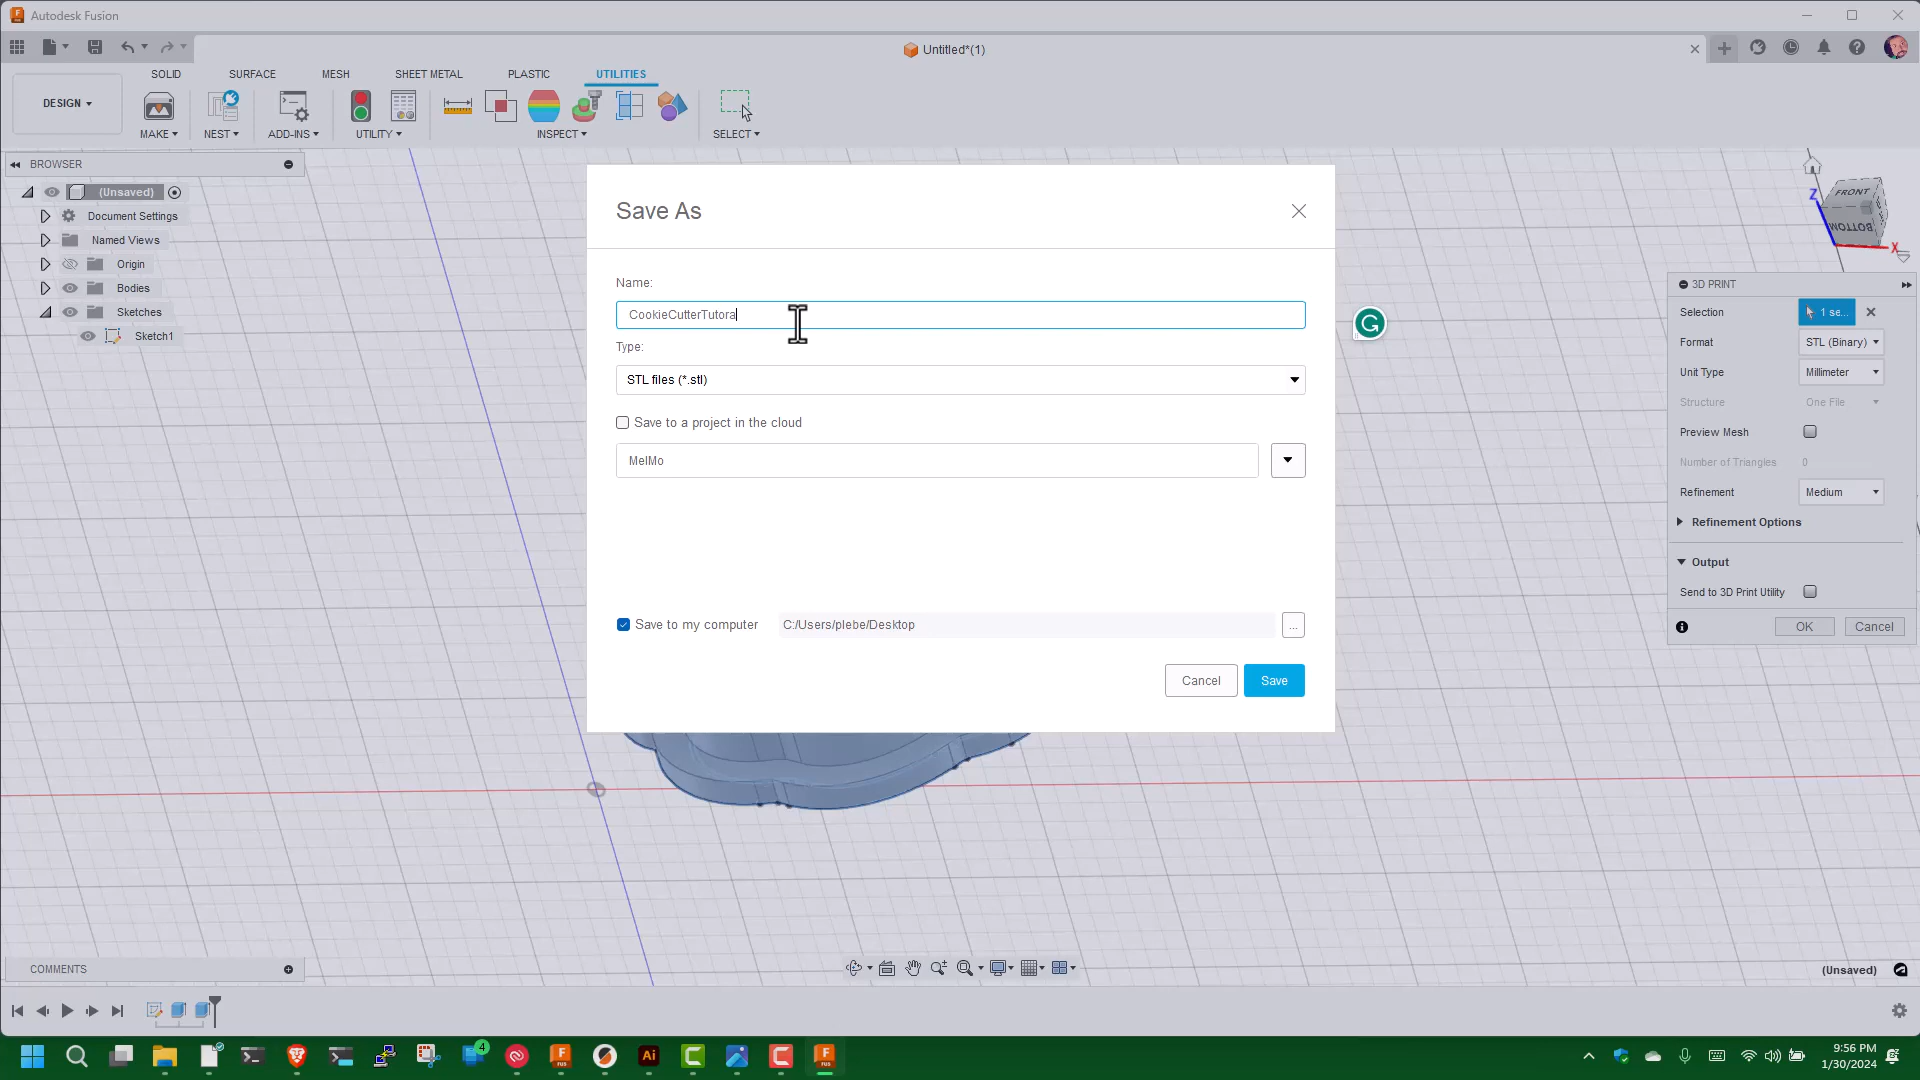 Autodesk Fusion
Untitled*(1)
SOLID SURFACE MESH SHEET METAL PLASTIC UTILITIES
DESIGN
MAKE NEST ADD-INS UTILITY INSPECT SELECT
BROWSER
(Unsaved)
Document Settings
Named Views
Origin
Bodies
Sketches
Sketch1
Save As
Name:
CookieCutterTutora
Type:
STL files (*.stl)
Save to a project in the cloud
MelMo
Save to my computer C:/Users/plebe/Desktop ...
Cancel Save
FRONT
BOTTOM
Z
X
3D PRINT
Selection 1 se...
Format STL (Binary)
Unit Type Millimeter
Structure One File
Preview Mesh
Number of Triangles 0
Refinement Medium
Refinement Options
Output
Send to 3D Print Utility
OK Cancel
COMMENTS
(Unsaved)
4
FUS
Ai
FUS
9:56 PM
1/30/2024